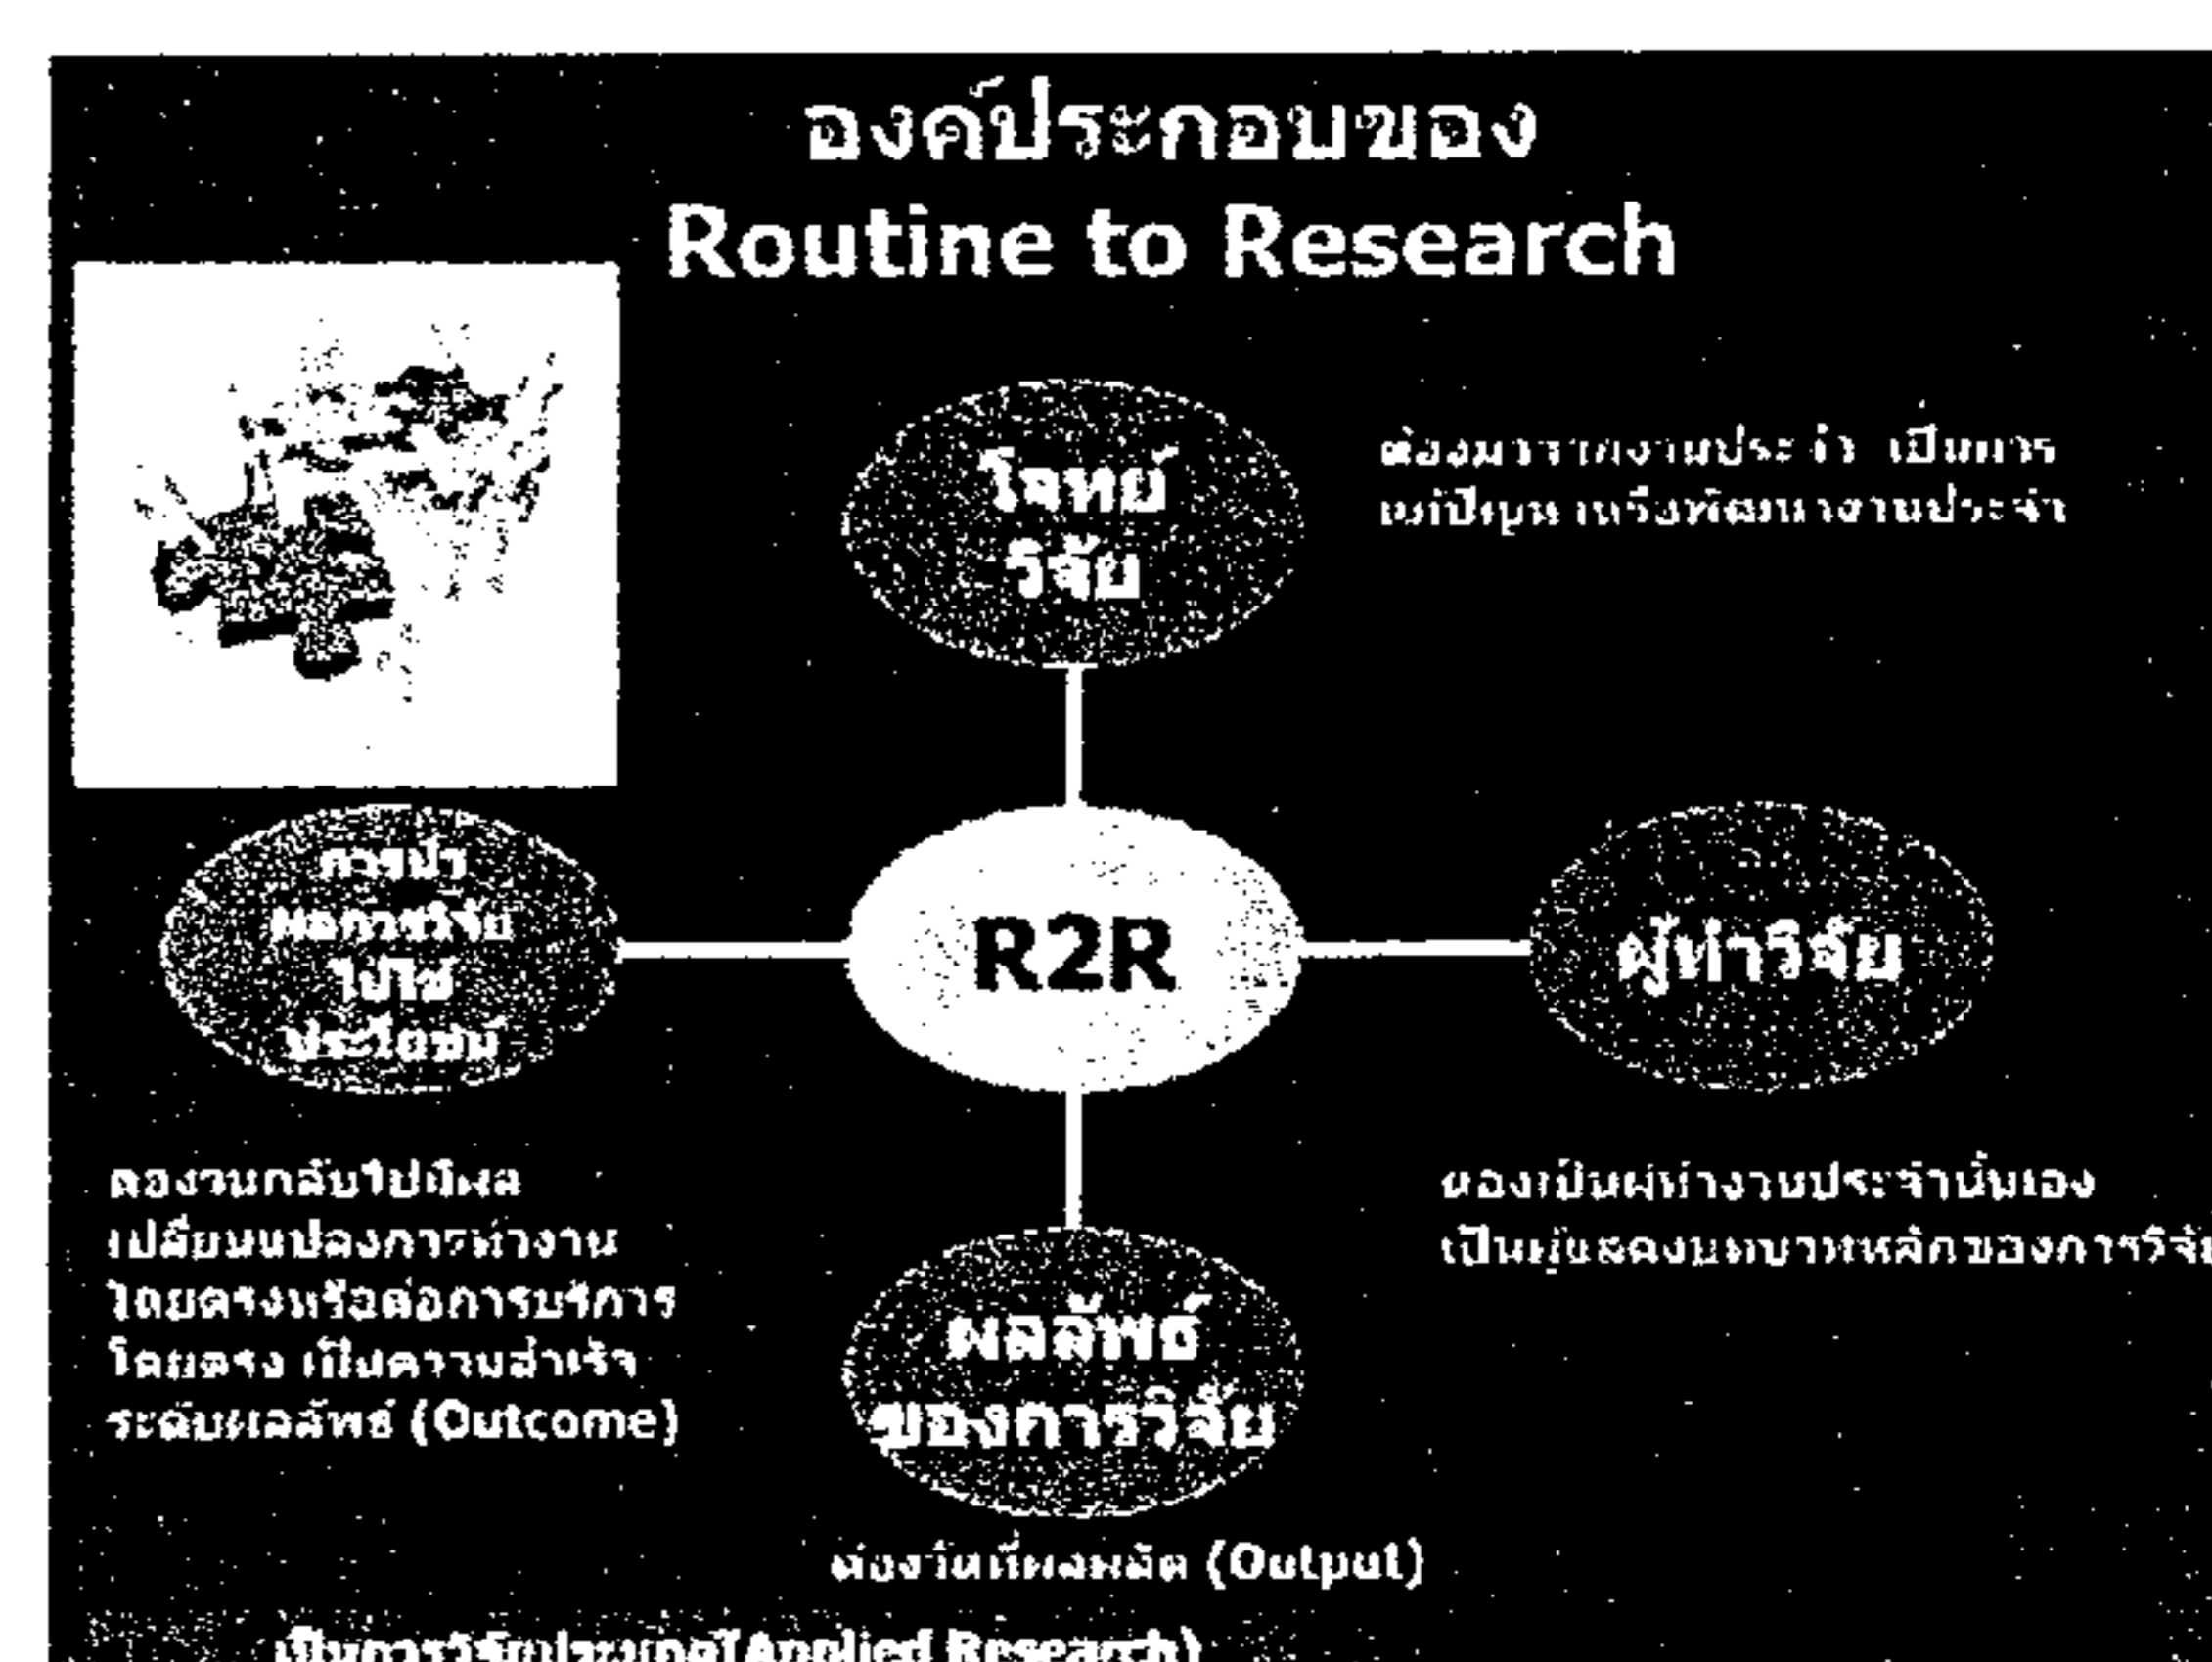 องค์ประกอบของ
Routine to Research
โจทย์
วิจัย
ต้องมาจากงานประจำ เป็นการ
แก้ปัญหาหรือพัฒนางานประจำ
การนำ
ผลการวิจัย
ไปใช้
ประโยชน์
R2R
ผู้ทำวิจัย
ต้องวนกลับไปมีผล
เปลี่ยนแปลงการทำงาน
โดยตรงหรือต่อการบริการ
โดยตรง ความสำเร็จ
ระดับผลลัพธ์ (Outcome)
ต้องเป็นผู้ทำงานประจำนั้นเอง
เป็นผู้แสดงบทบาทหลักของการวิจัย
ผลลัพธ์
ของการวิจัย
ต้องวัดที่ผลผลิต (Output)
เป็นการวิจัยประยุกต์(Applied Research)